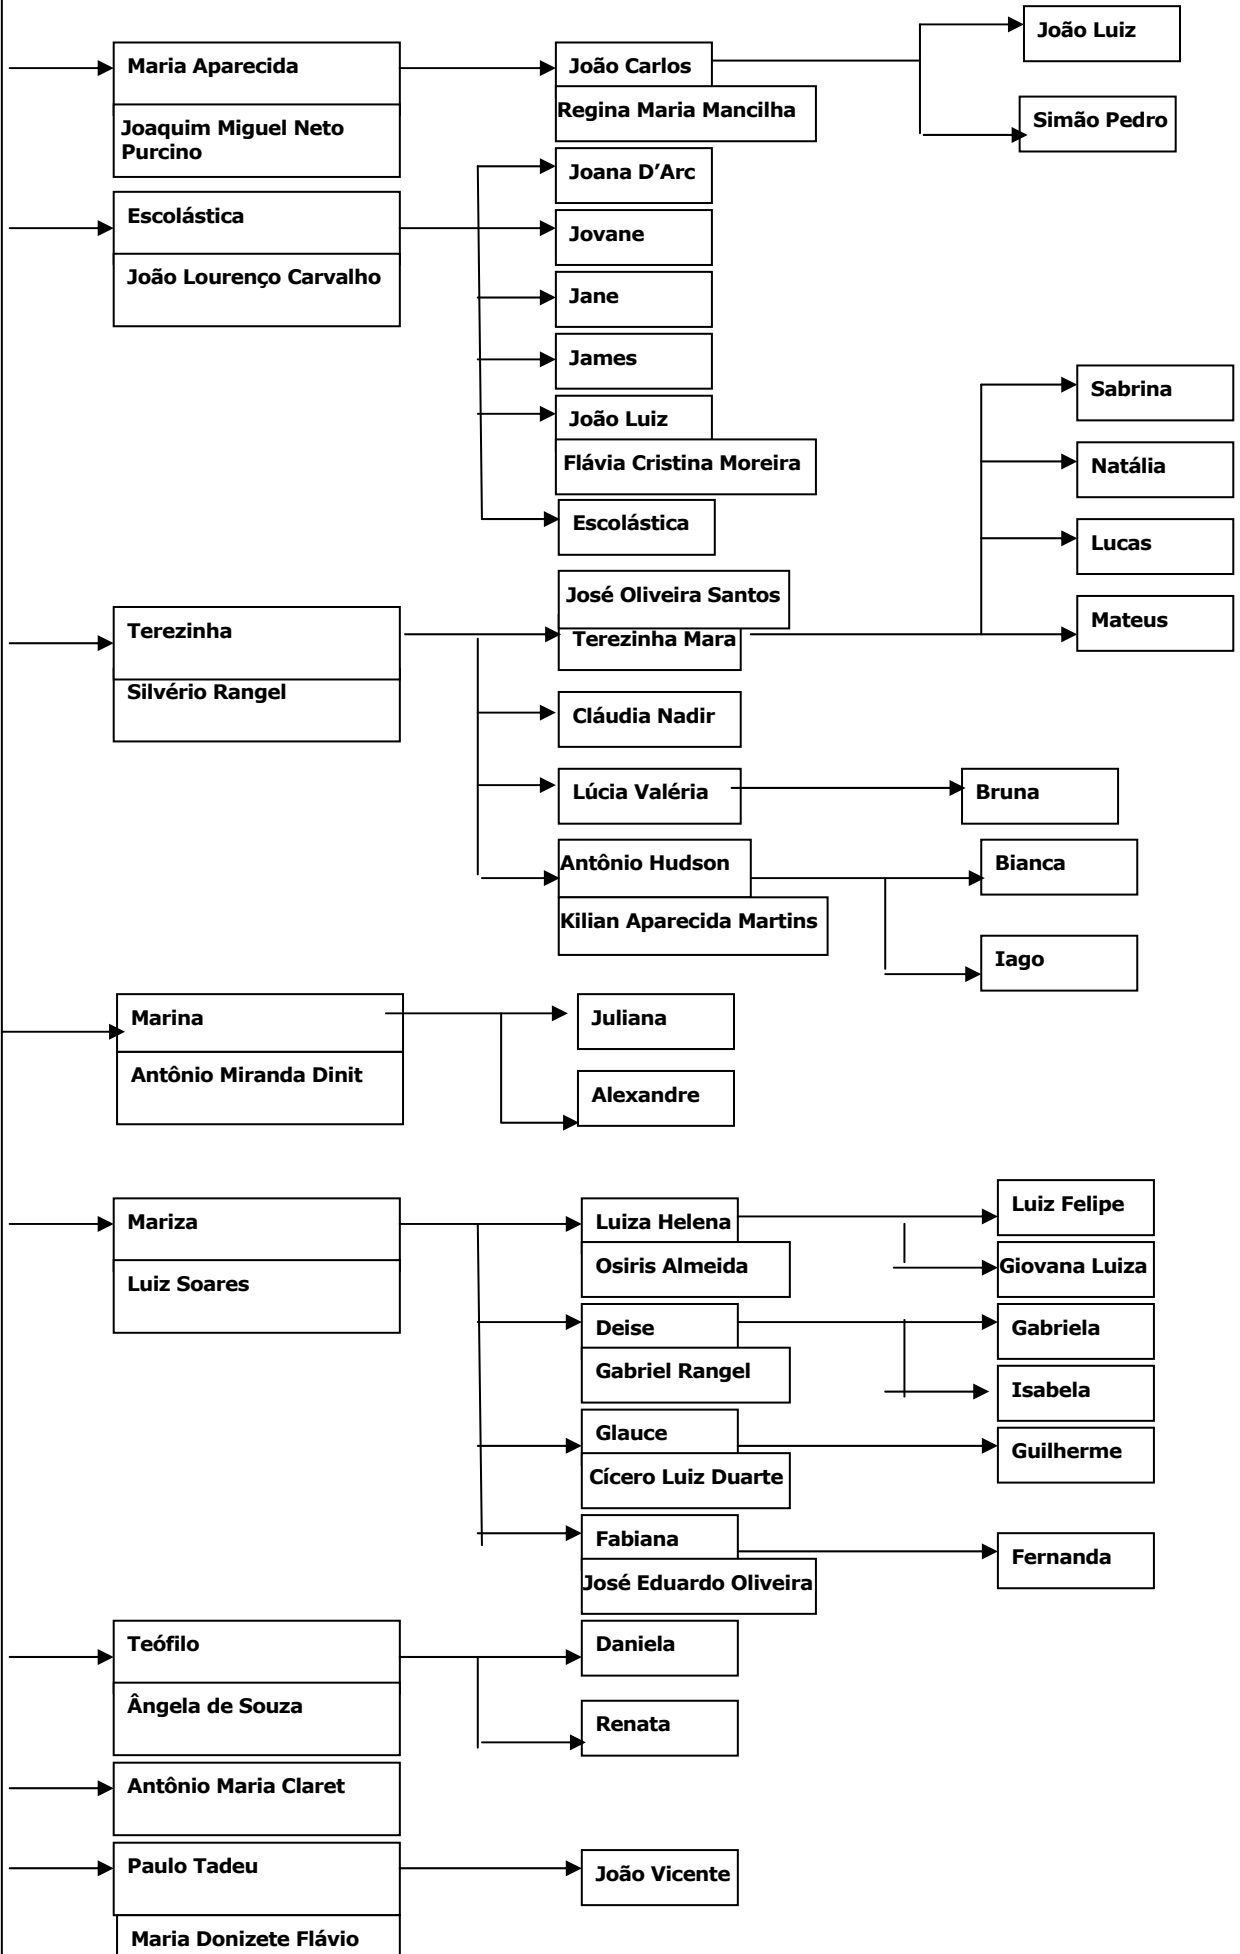 João Luiz
Maria Aparecida
João Carlos
Regina Maria Mancilha
Simão Pedro
Joaquim Miguel Neto
Purcino
Joana D’Arc
Escolástica
Jovane
João Lourenço Carvalho
Jane
James
Sabrina
João Luiz
Flávia Cristina Moreira
Natália
Escolástica
Lucas
José Oliveira Santos
Terezinha
Terezinha Mara
Mateus
Silvério Rangel
Cláudia Nadir
Lúcia Valéria
Bruna
Antônio Hudson
Bianca
Kilian Aparecida Martins
Iago
Marina
Juliana
Antônio Miranda Dinit
Alexandre
Mariza
Luiza Helena
Luiz Felipe
Luiz Soares
Osiris Almeida
Giovana Luiza
Deise
Gabriela
Gabriel Rangel
Isabela
Glauce
Guilherme
Cícero Luiz Duarte
Fabiana
Fernanda
José Eduardo Oliveira
Teófilo
Daniela
Ângela de Souza
Renata
Antônio Maria Claret
Paulo Tadeu
João Vicente
Maria Donizete Flávio